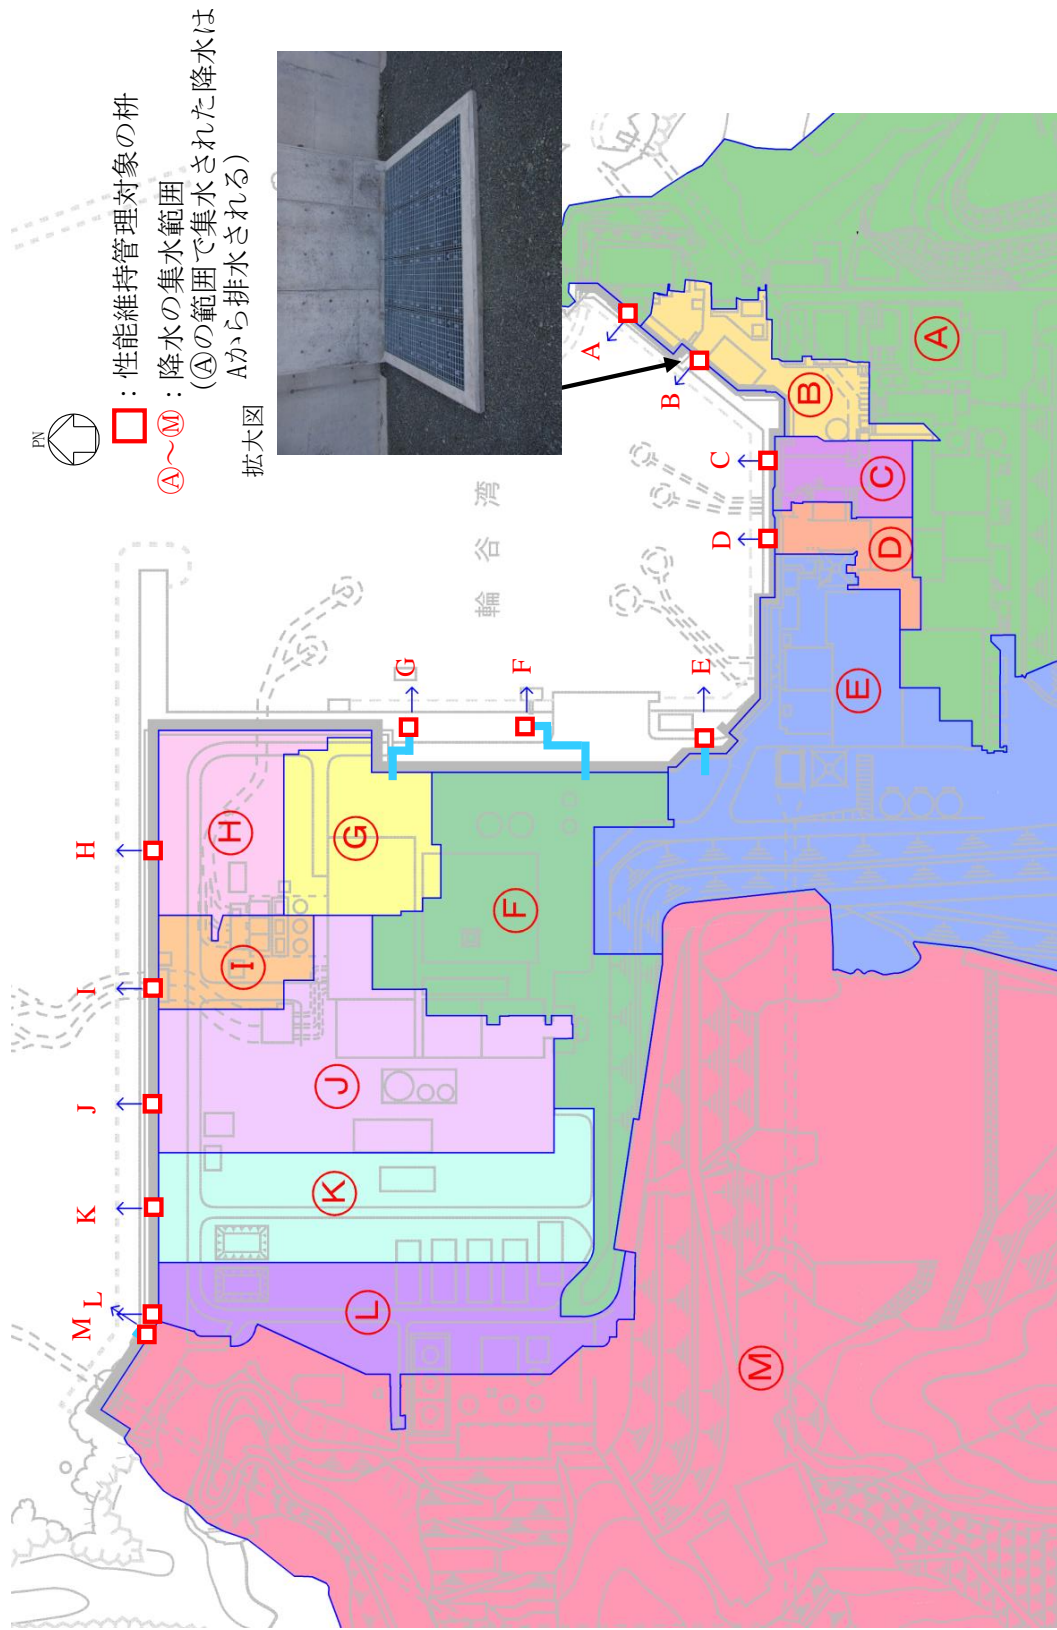 PN
□：性能維持管理対象の枡
Ⓐ～Ⓜ：降水の集水範囲
(Ⓐの範囲で集水された降水は
Aから排水される)
拡大図
輪谷湾
A
B
C
D
E
F
G
H
I
J
K
L
M
Ⓐ
Ⓑ
Ⓒ
Ⓓ
Ⓔ
Ⓕ
Ⓖ
Ⓗ
Ⓘ
Ⓙ
Ⓚ
Ⓛ
Ⓜ